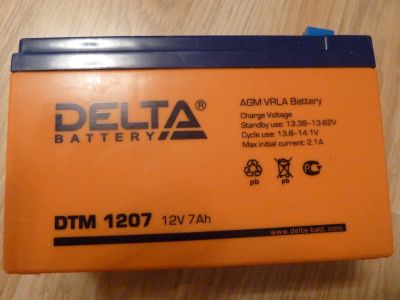 DELTA®
BATTERY
AGM VRLA Battery
Charge Voltage
Standby use: 13.38-13.62V
Cycle use: 13.8-14.1V
Max initial current: 2.1A
pb
pb
DTM 1207 12V 7Ah
www.delta-batt.com